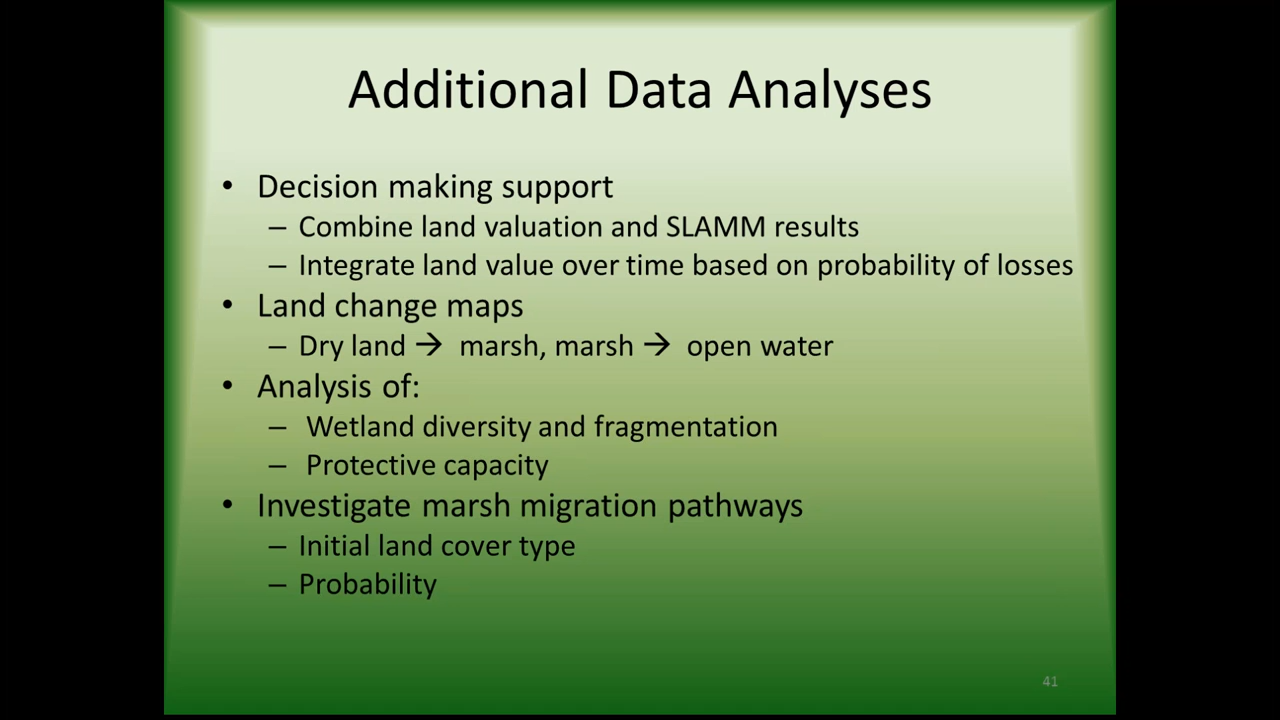 Additional Data Analyses
• Decision making support
– Combine land valuation and SLAMM results
– Integrate land value over time based on probability of losses
• Land change maps
– Dry land → marsh, marsh → open water
• Analysis of:
– Wetland diversity and fragmentation
– Protective capacity
• Investigate marsh migration pathways
– Initial land cover type
– Probability
41